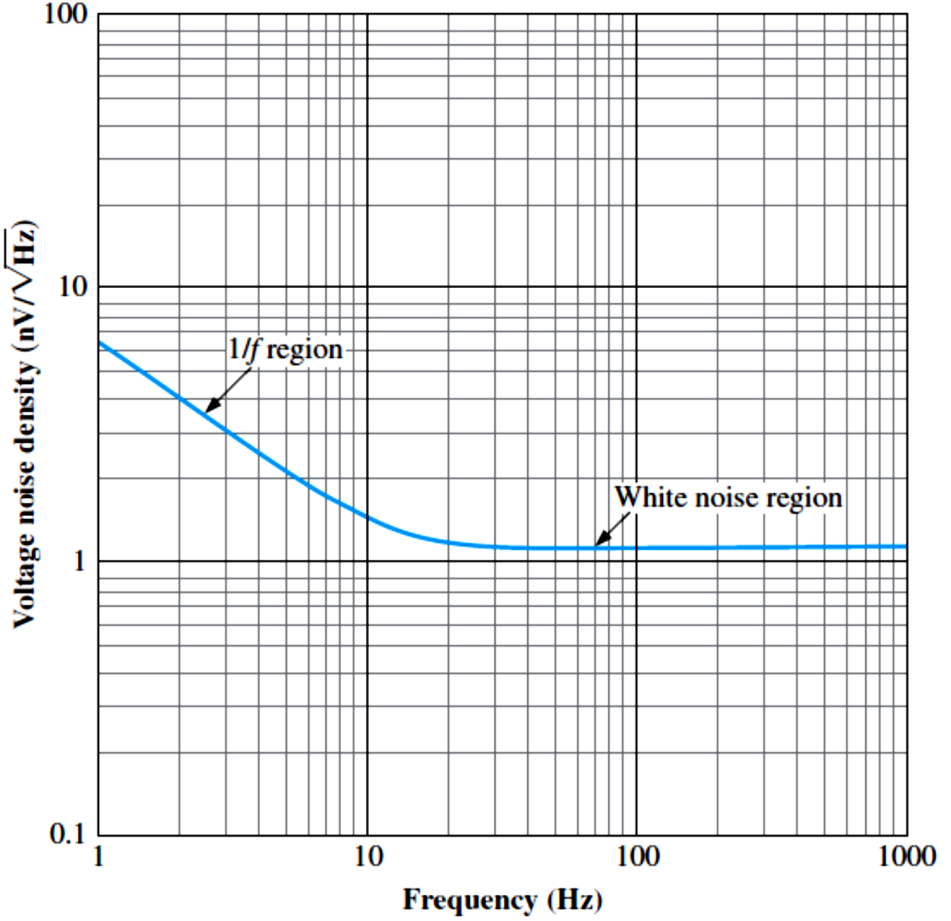 100
10
1
0.1
1
10
100
1000
Voltage noise density (nV/√Hz)
Frequency (Hz)
1/f region
White noise region